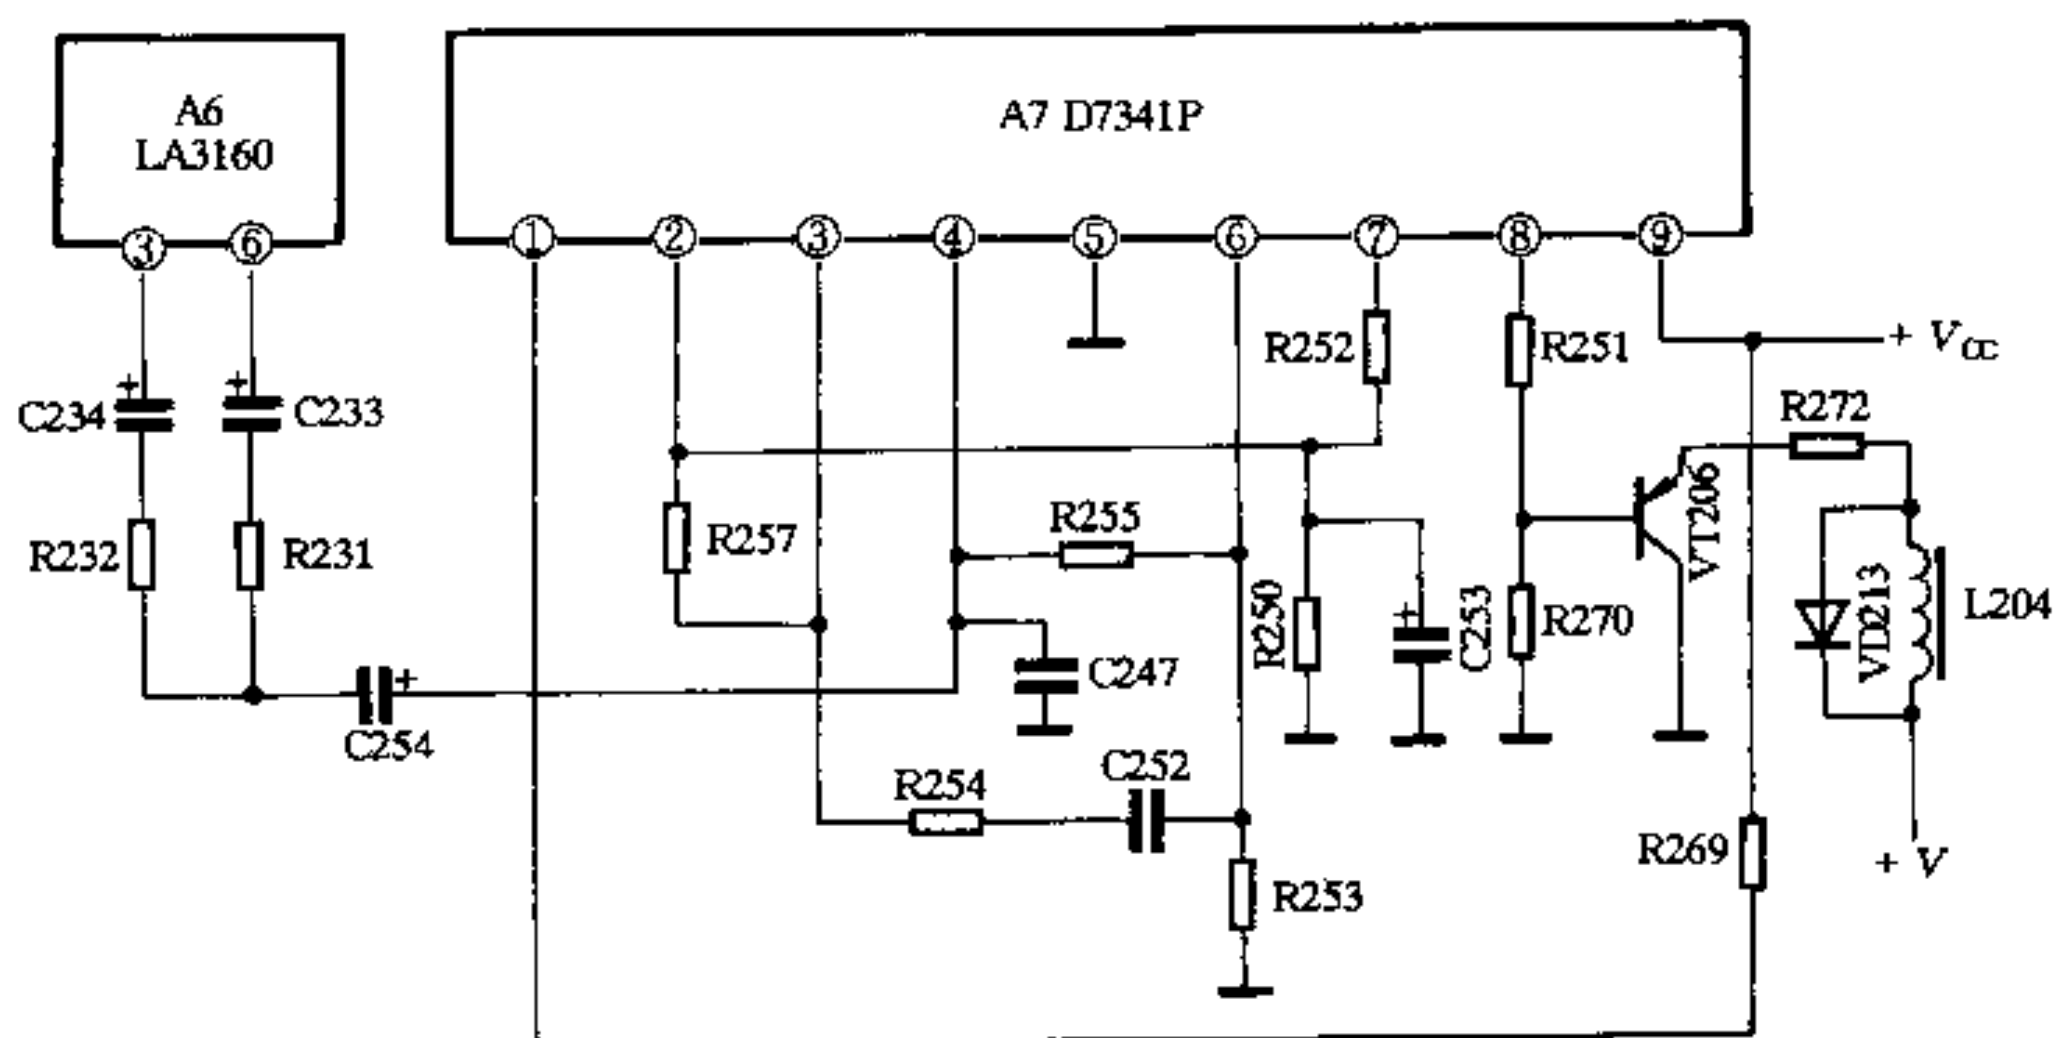 A6
LA3160
A7 D7341P
③ ⑥
① ② ③ ④ ⑤ ⑥ ⑦ ⑧ ⑨
R252
R251
+ VCC
R272
+
C234
+
C233
R232
R231
R257
R255
VT206
R250
+
C253
R270
VD213
L204
C247
+
C254
R254
C252
R253
R269
+ V